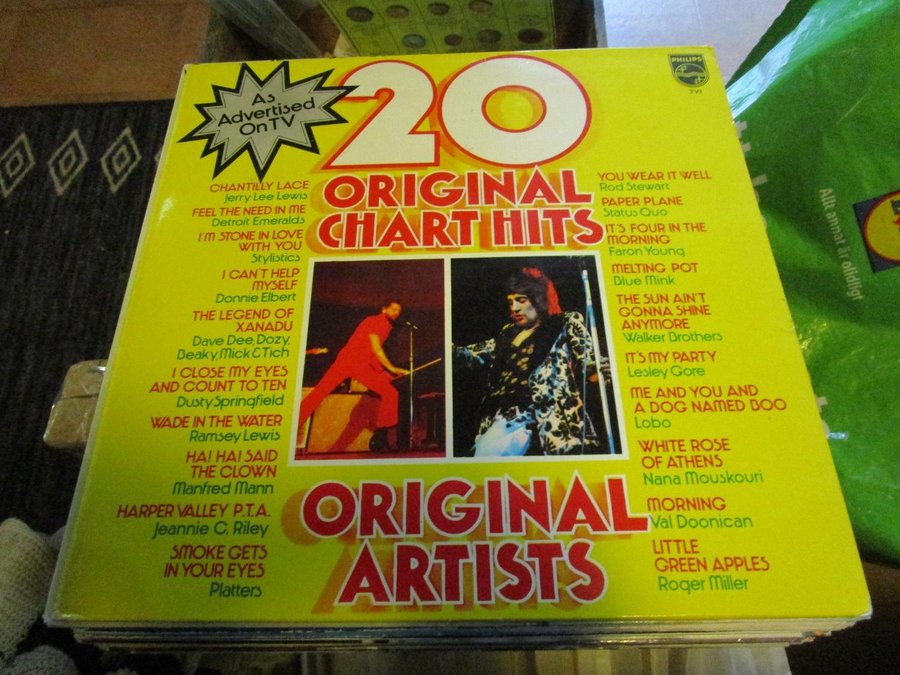 As
Advertised
On TV
20
PHILIPS
TV1
ORIGINAL
CHART HITS
CHANTILLY LACE
Jerry Lee Lewis
FEEL THE NEED IN ME
Detroit Emeralds
I'M STONE IN LOVE
WITH YOU
Stylistics
I CAN'T HELP
MYSELF
Donnie Elbert
THE LEGEND OF
XANADU
Dave Dee, Dozy,
Beaky, Mick & Tich
I CLOSE MY EYES
AND COUNT TO TEN
Dusty Springfield
WADE IN THE WATER
Ramsey Lewis
HA! HA! SAID
THE CLOWN
Manfred Mann
HARPER VALLEY P.T.A.
Jeannie C. Riley
SMOKE GETS
IN YOUR EYES
Platters
YOU WEAR IT WELL
Rod Stewart
PAPER PLANE
Status Quo
IT'S FOUR IN THE
MORNING
Faron Young
MELTING POT
Blue Mink
THE SUN AIN'T
GONNA SHINE
ANYMORE
Walker Brothers
IT'S MY PARTY
Lesley Gore
ME AND YOU AND
A DOG NAMED BOO
Lobo
WHITE ROSE
OF ATHENS
Nana Mouskouri
MORNING
Val Doonican
LITTLE
GREEN APPLES
Roger Miller
ORIGINAL
ARTISTS
Allt annat är olidligt